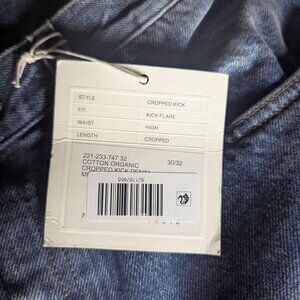 STYLE CROPPED KICK
FIT KICK FLARE
WAIST HIGH
LENGTH CROPPED
221-233-747 32 30/32
COTTON ORGANIC
CROPPED KICK DENIM